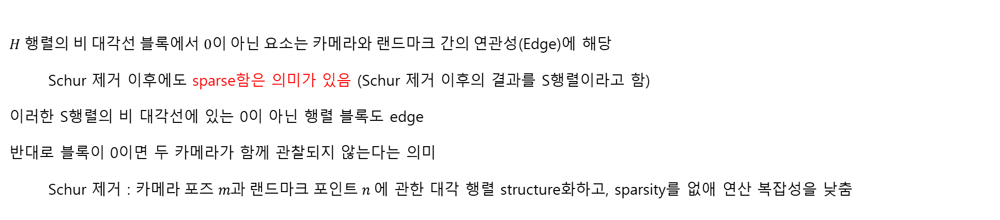 H 행렬의 비 대각선 블록에서 0이 아닌 요소는 카메라와 랜드마크 간의 연관성(Edge)에 해당
Schur 제거 이후에도 sparse함은 의미가 있음 (Schur 제거 이후의 결과를 S행렬이라고 함)
이러한 S행렬의 비 대각선에 있는 0이 아닌 행렬 블록도 edge
반대로 블록이 0이면 두 카메라가 함께 관찰되지 않는다는 의미
Schur 제거 : 카메라 포즈 m과 랜드마크 포인트 n 에 관한 대각 행렬 structure화하고, sparsity를 없애 연산 복잡성을 낮춤